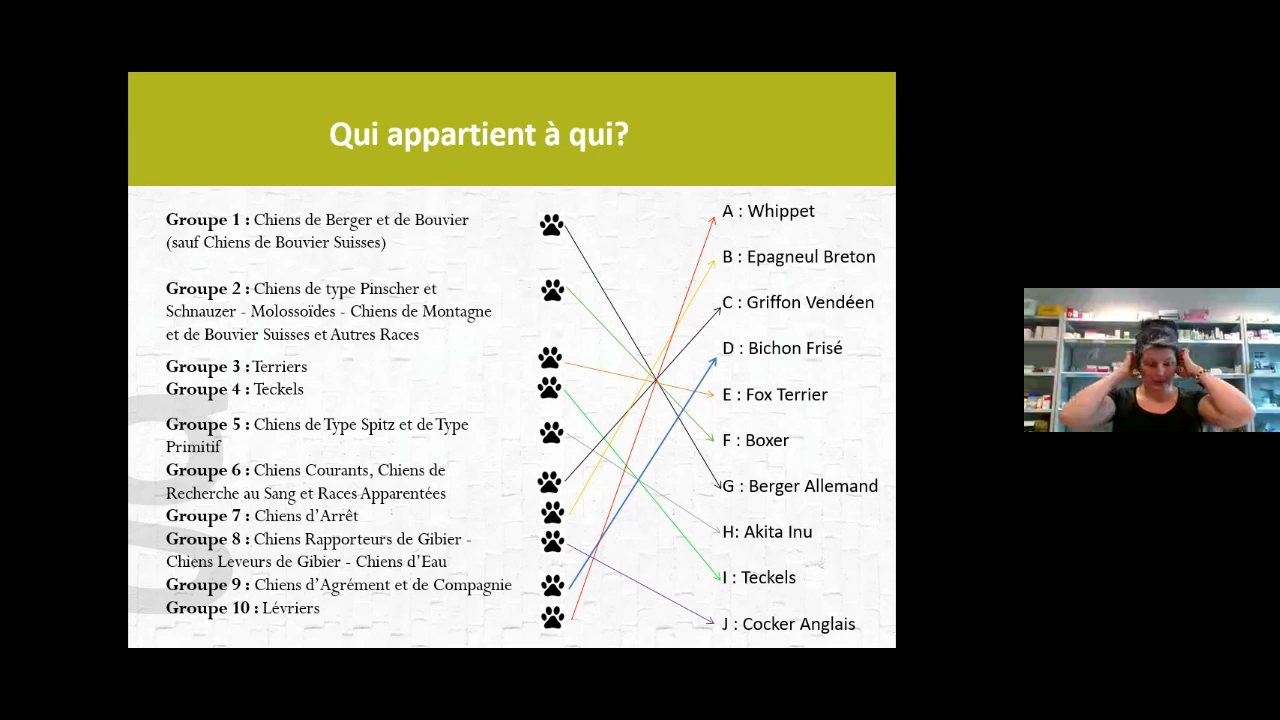 Qui appartient à qui?
Groupe 1 : Chiens de Berger et de Bouvier
(sauf Chiens de Bouvier Suisses)
Groupe 2 : Chiens de type Pinscher et
Schnauzer - Molossoïdes - Chiens de Montagne
et de Bouvier Suisses et Autres Races
Groupe 3 : Terriers
Groupe 4 : Teckels
Groupe 5 : Chiens de Type Spitz et de Type
Primitif
Groupe 6 : Chiens Courants, Chiens de
Recherche au Sang et Races Apparentées
Groupe 7 : Chiens d'Arrêt
Groupe 8 : Chiens Rapporteurs de Gibier -
Chiens Leveurs de Gibier - Chiens d'Eau
Groupe 9 : Chiens d'Agrément et de Compagnie
Groupe 10 : Lévriers
A : Whippet
B : Epagneul Breton
C : Griffon Vendéen
D : Bichon Frisé
E : Fox Terrier
F : Boxer
G : Berger Allemand
H: Akita Inu
I : Teckels
J : Cocker Anglais